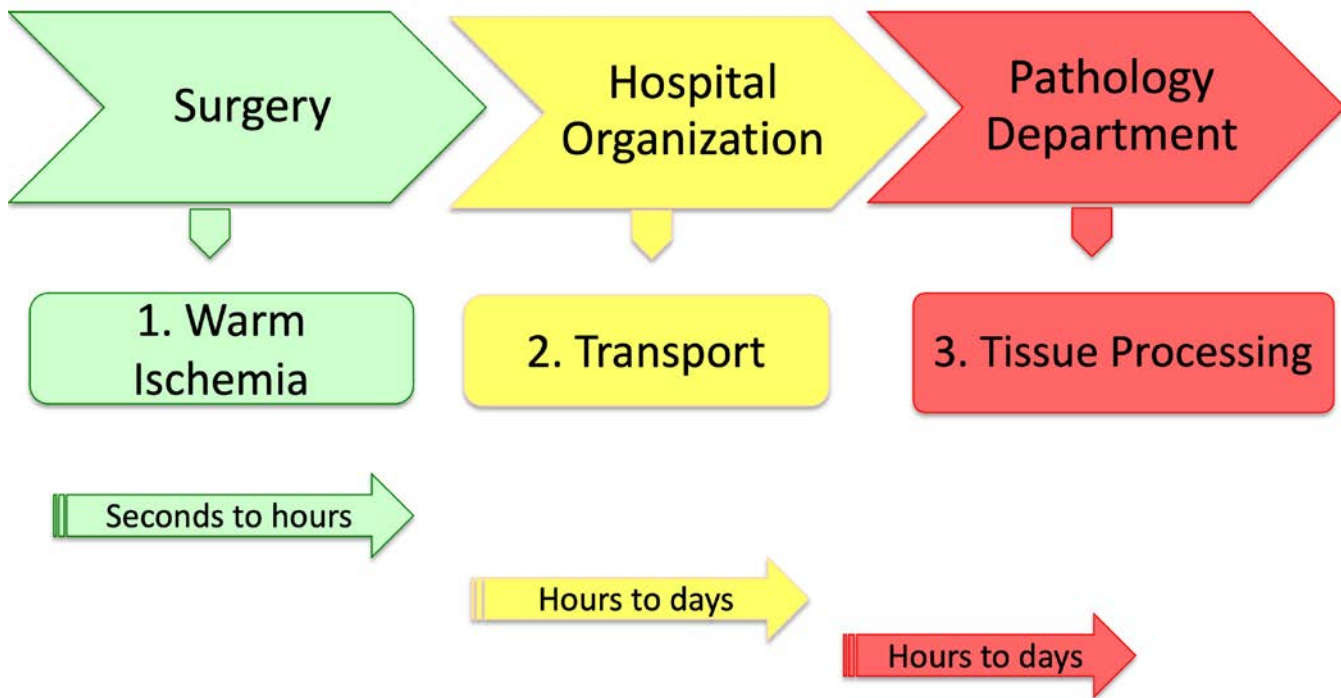 Surgery
Hospital
Organization
Pathology
Department
1. Warm
Ischemia
2. Transport
3. Tissue Processing
Seconds to hours
Hours to days
Hours to days